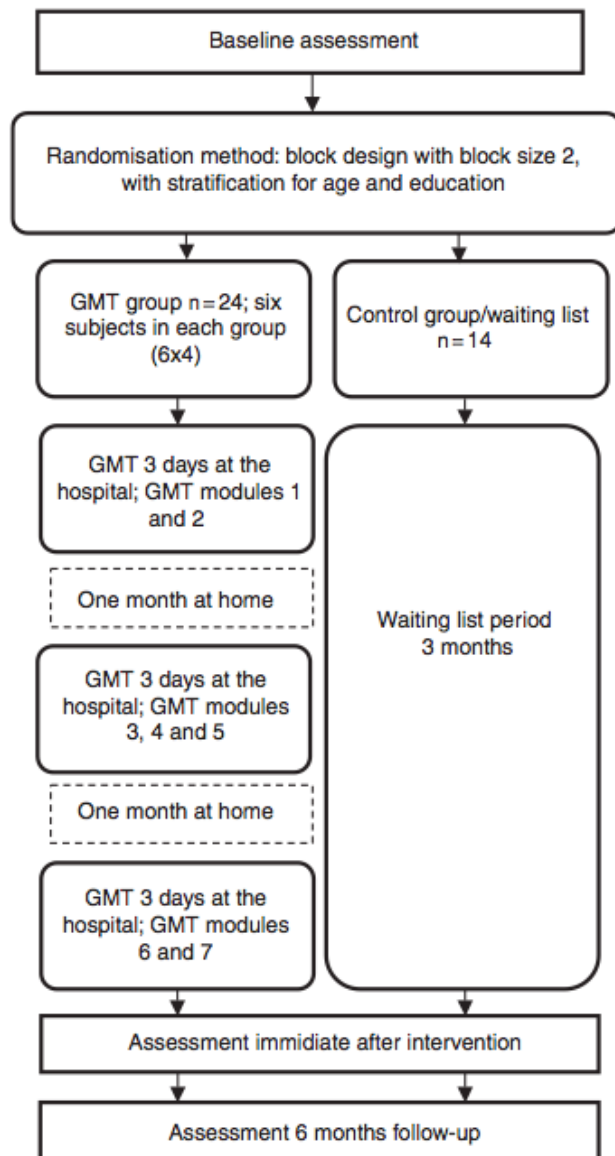 Baseline assessment
Randomisation method: block design with block size 2,
with stratification for age and education
GMT group n=24; six
subjects in each group
(6x4)
Control group/waiting list
n=14
GMT 3 days at the
hospital; GMT modules 1
and 2
One month at home
Waiting list period
3 months
GMT 3 days at the
hospital; GMT modules
3, 4 and 5
One month at home
GMT 3 days at the
hospital; GMT modules
6 and 7
Assessment immidiate after intervention
Assessment 6 months follow-up